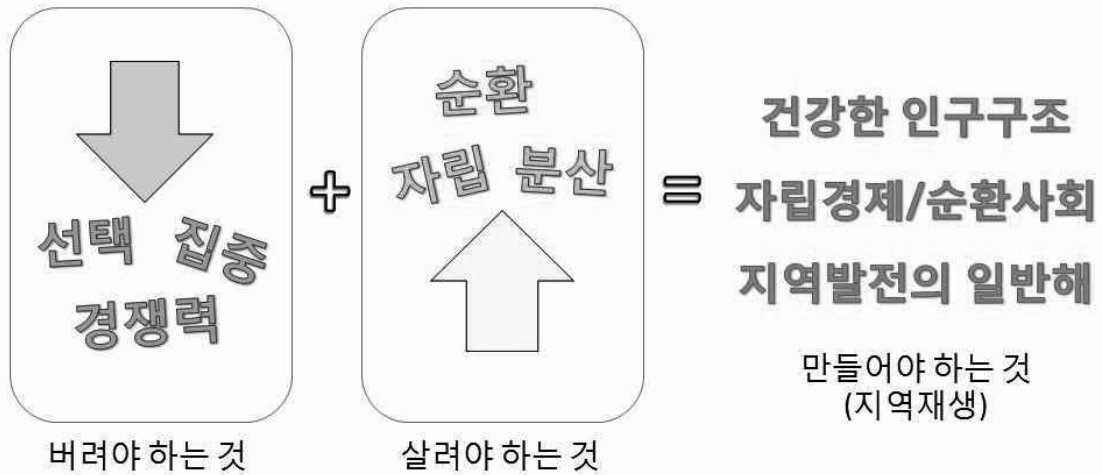 선택 집중
경쟁력
버려야 하는 것
+
순환
자립 분산
살려야 하는 것
=
건강한 인구구조
자립경제/순환사회
지역발전의 일반해
만들어야 하는 것
(지역재생)